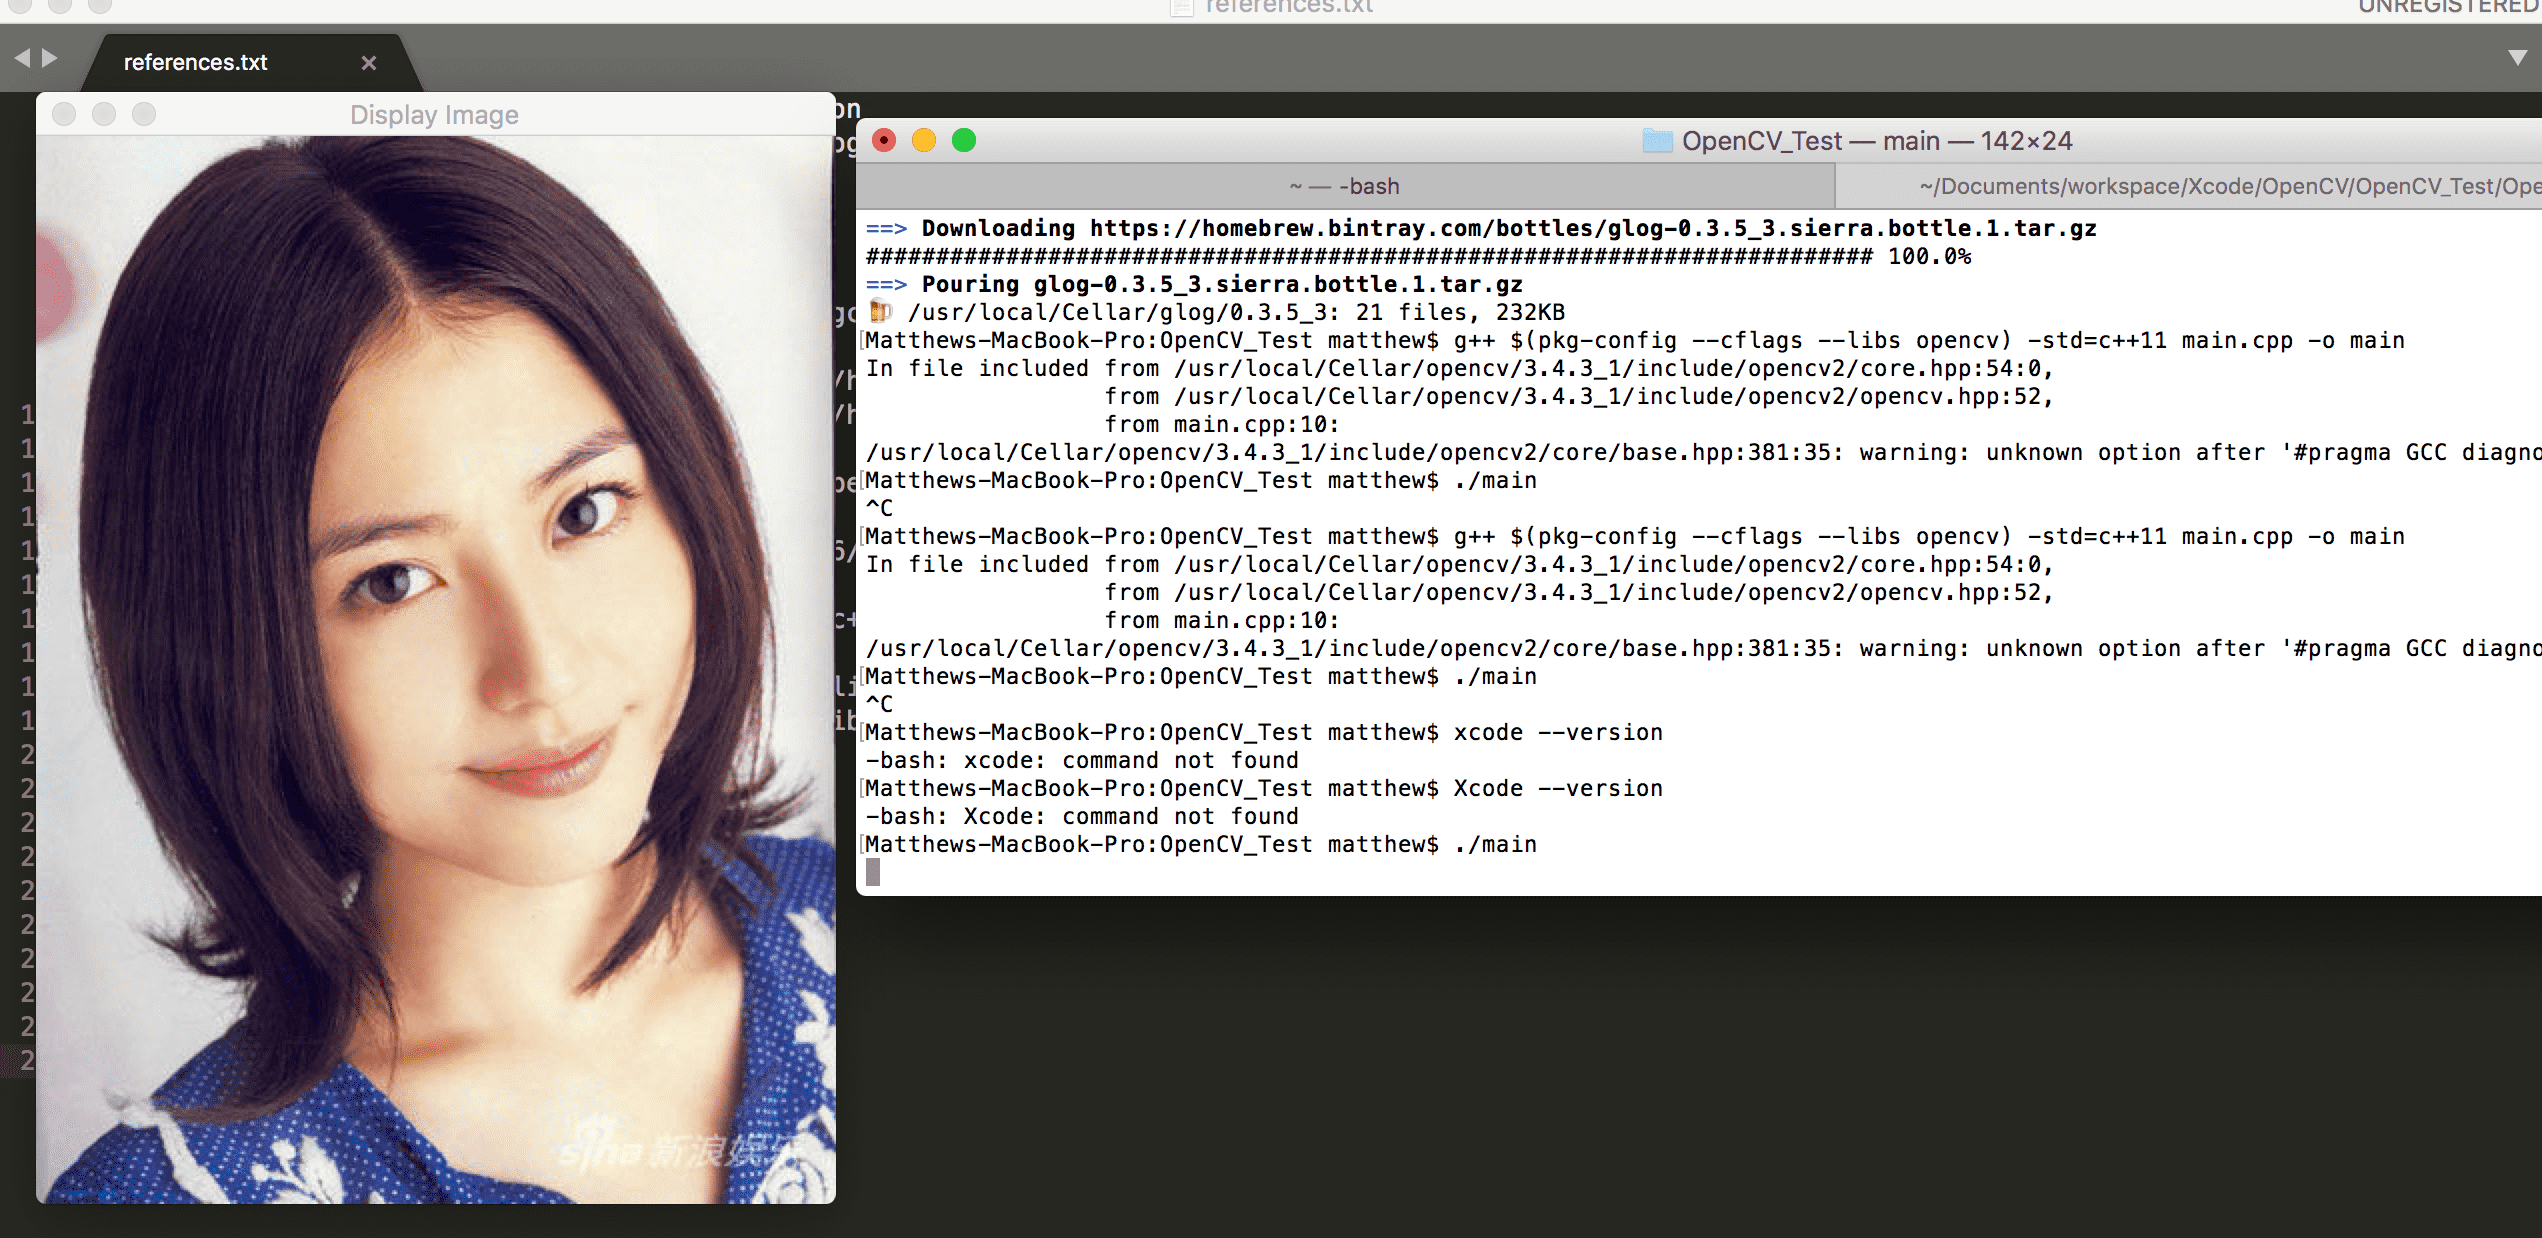 references.txt
UNREGISTERED
references.txt
Display Image
OpenCV_Test — main — 142×24
~ — -bash
~/Documents/workspace/Xcode/OpenCV/OpenCV_Test/Ope
==> Downloading https://homebrew.bintray.com/bottles/glog-0.3.5_3.sierra.bottle.1.tar.gz
######################################################################## 100.0%
==> Pouring glog-0.3.5_3.sierra.bottle.1.tar.gz
🍺 /usr/local/Cellar/glog/0.3.5_3: 21 files, 232KB
[Matthews-MacBook-Pro:OpenCV_Test matthew$ g++ $(pkg-config --cflags --libs opencv) -std=c++11 main.cpp -o main
In file included from /usr/local/Cellar/opencv/3.4.3_1/include/opencv2/core.hpp:54:0,
from /usr/local/Cellar/opencv/3.4.3_1/include/opencv2/opencv.hpp:52,
from main.cpp:10:
/usr/local/Cellar/opencv/3.4.3_1/include/opencv2/core/base.hpp:381:35: warning: unknown option after '#pragma GCC diagno
[Matthews-MacBook-Pro:OpenCV_Test matthew$ ./main
^C
[Matthews-MacBook-Pro:OpenCV_Test matthew$ g++ $(pkg-config --cflags --libs opencv) -std=c++11 main.cpp -o main
In file included from /usr/local/Cellar/opencv/3.4.3_1/include/opencv2/core.hpp:54:0,
from /usr/local/Cellar/opencv/3.4.3_1/include/opencv2/opencv.hpp:52,
from main.cpp:10:
/usr/local/Cellar/opencv/3.4.3_1/include/opencv2/core/base.hpp:381:35: warning: unknown option after '#pragma GCC diagno
[Matthews-MacBook-Pro:OpenCV_Test matthew$ ./main
^C
[Matthews-MacBook-Pro:OpenCV_Test matthew$ xcode --version
-bash: xcode: command not found
[Matthews-MacBook-Pro:OpenCV_Test matthew$ Xcode --version
-bash: Xcode: command not found
[Matthews-MacBook-Pro:OpenCV_Test matthew$ ./main
sina 新浪娱乐